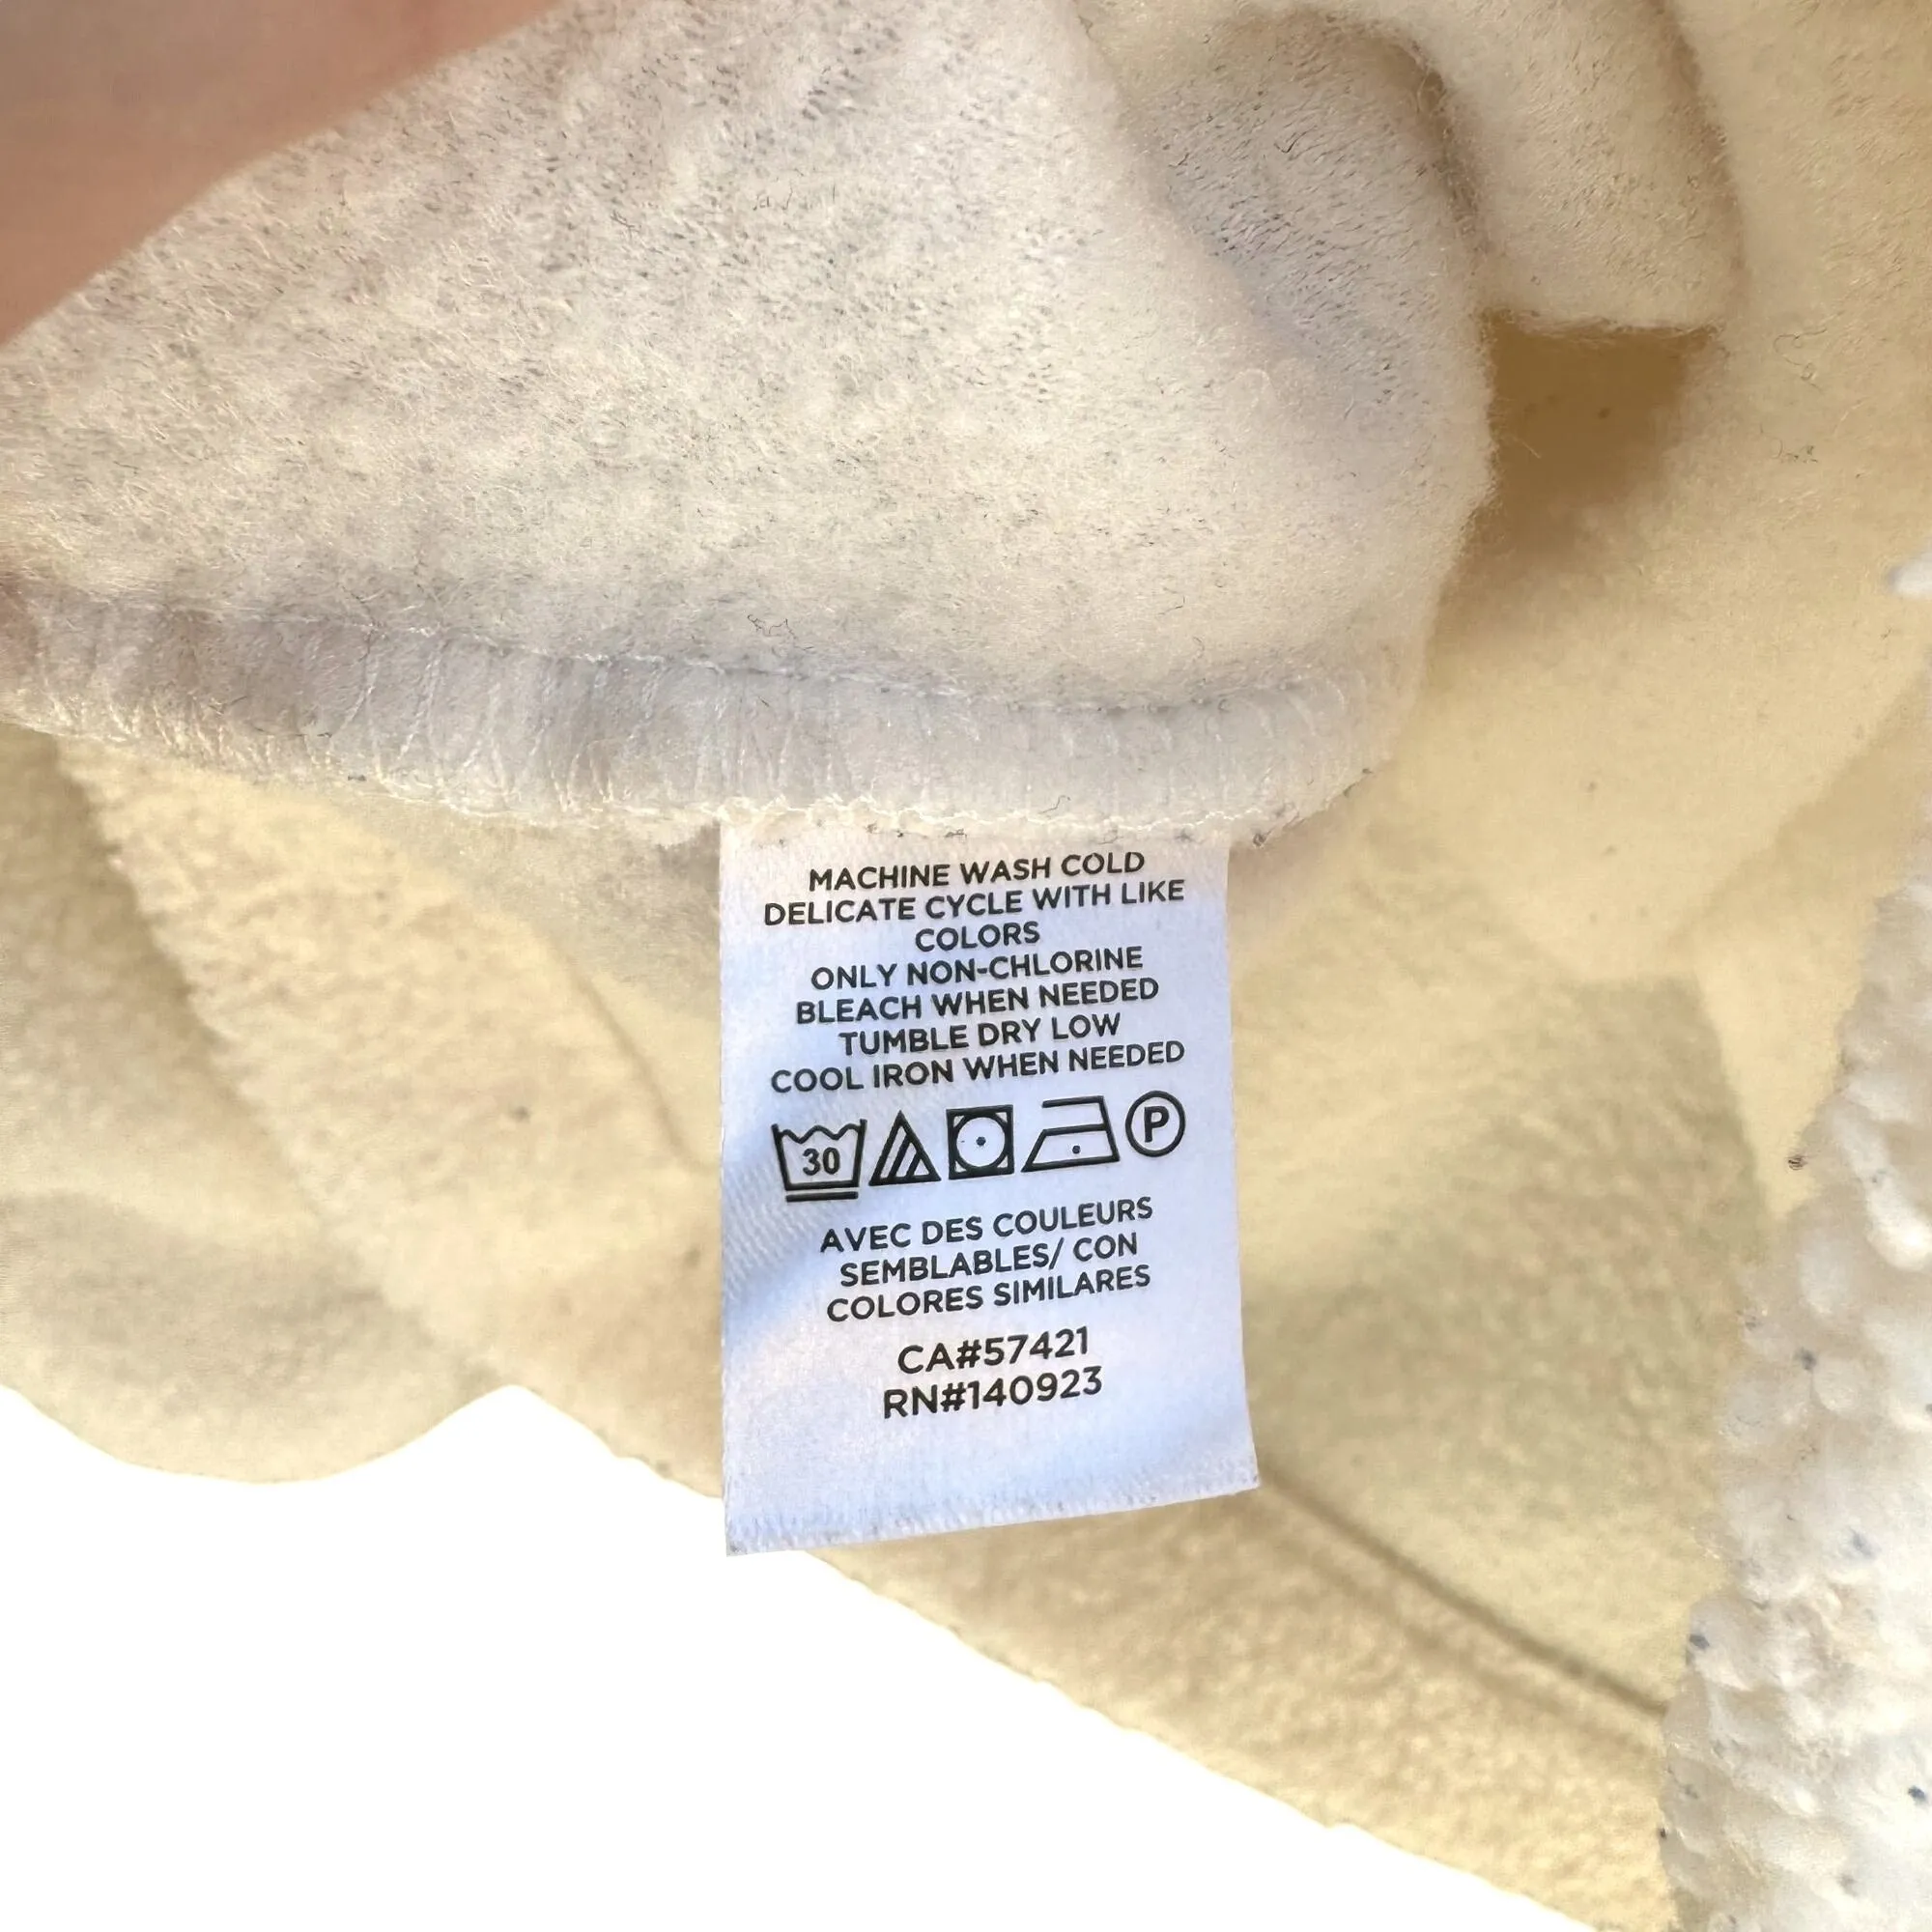 MACHINE WASH COLD
DELICATE CYCLE WITH LIKE
COLORS
ONLY NON-CHLORINE
BLEACH WHEN NEEDED
TUMBLE DRY LOW
COOL IRON WHEN NEEDED
30 P
AVEC DES COULEURS
SEMBLABLES/ CON
COLORES SIMILARES
CA#57421
RN#140923